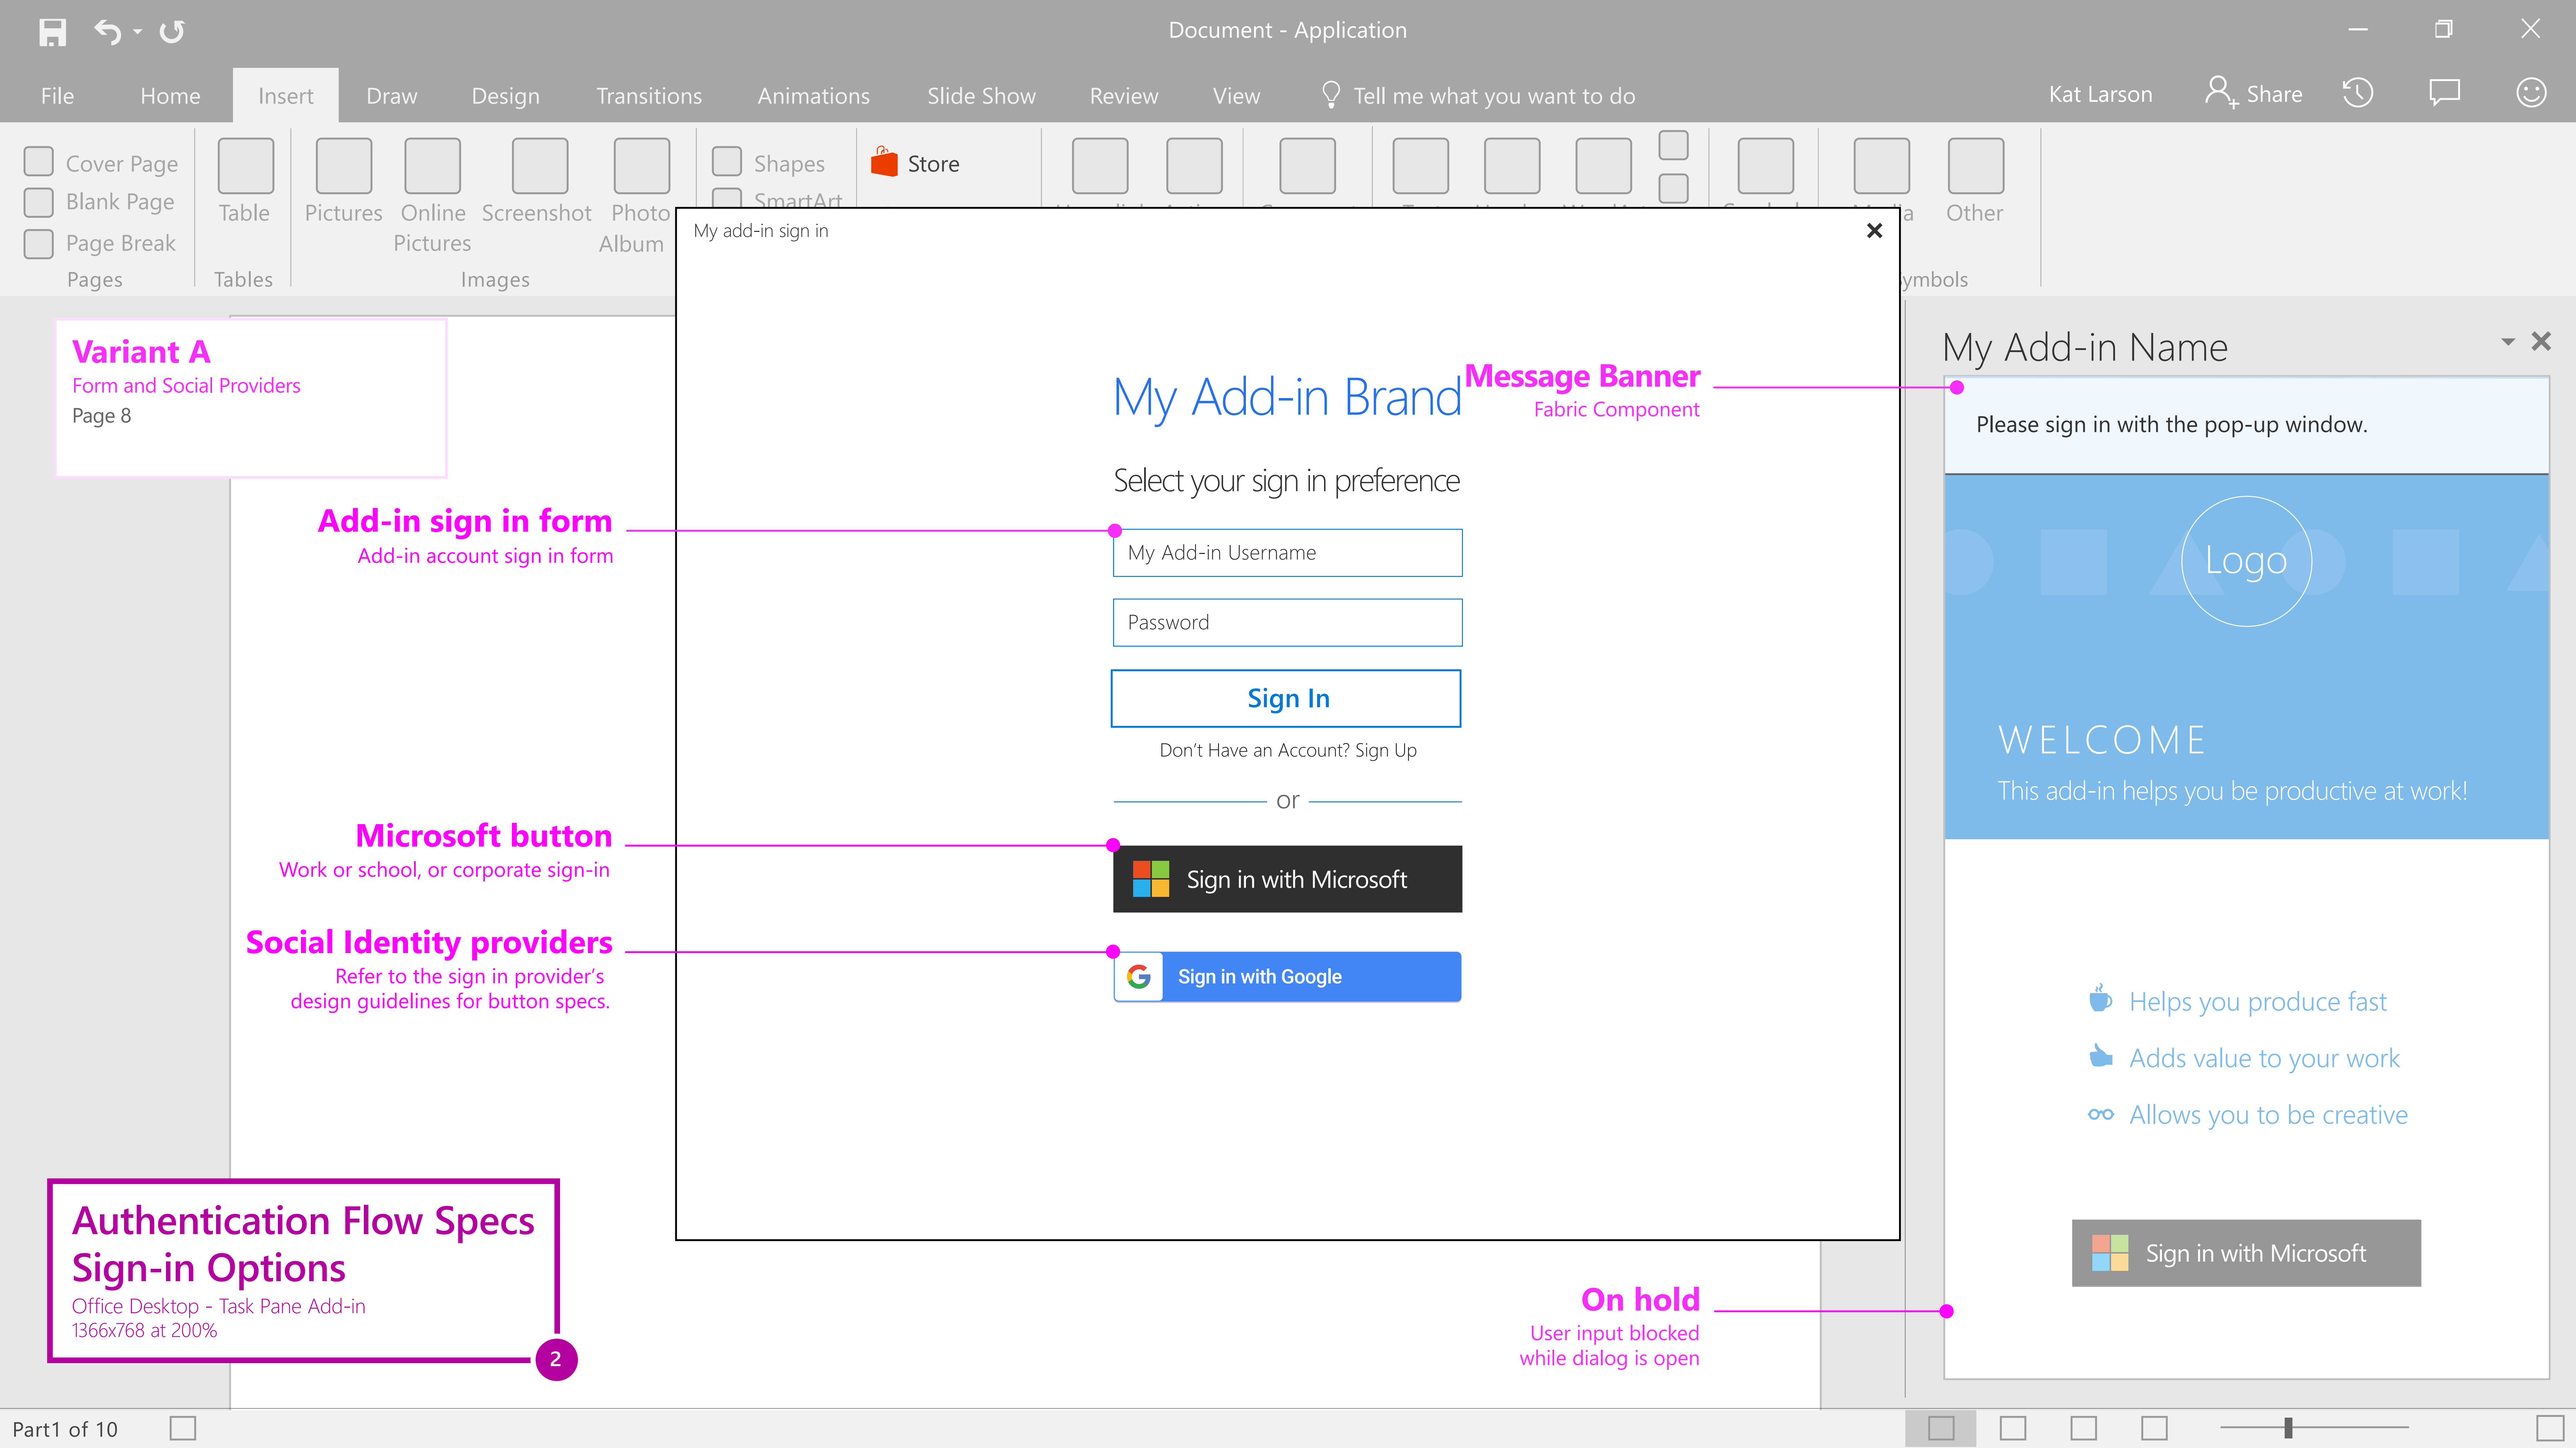 Document - Application
File
Home
Insert
Draw
Design
Transitions
Animations
Slide Show
Review
View
Tell me what you want to do
Kat Larson
Share
Cover Page
Blank Page
Page Break
Pages
Table
Tables
Pictures
Online
Pictures
Screenshot
Photo
Album
Images
Shapes
SmartArt
Store
Other
My add-in sign in
Variant A
Form and Social Providers
Page 8
My Add-in Brand
Select your sign in preference
My Add-in Username
Password
Sign In
Don’t Have an Account? Sign Up
or
Sign in with Microsoft
Sign in with Google
Message Banner
Fabric Component
Add-in sign in form
Add-in account sign in form
Microsoft button
Work or school, or corporate sign-in
Social Identity providers
Refer to the sign in provider’s
design guidelines for button specs.
My Add-in Name
Please sign in with the pop-up window.
Logo
WELCOME
This add-in helps you be productive at work!
Helps you produce fast
Adds value to your work
Allows you to be creative
Sign in with Microsoft
Authentication Flow Specs
Sign-in Options
Office Desktop - Task Pane Add-in
1366x768 at 200%
2
On hold
User input blocked
while dialog is open
Part1 of 10